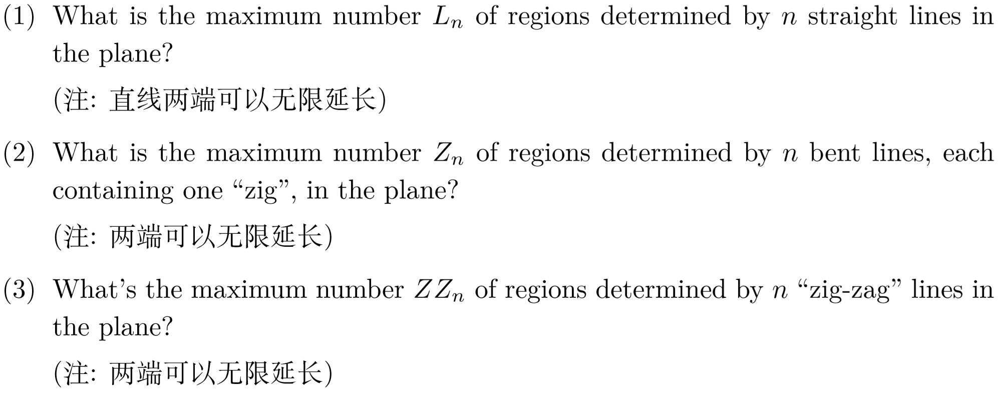 (1) What is the maximum number Lₙ of regions determined by n straight lines in
the plane?
(注: 直线两端可以无限延长)
(2) What is the maximum number Zₙ of regions determined by n bent lines, each
containing one “zig”, in the plane?
(注: 两端可以无限延长)
(3) What’s the maximum number ZZₙ of regions determined by n “zig-zag” lines in
the plane?
(注: 两端可以无限延长)